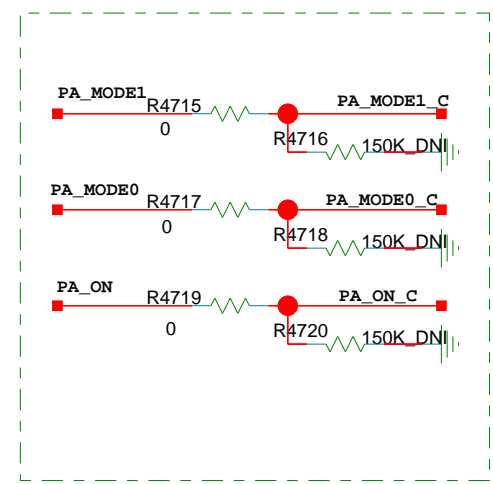 PA_MODE1 R4715 PA_MODE1_C
0 R4716 150K_DNI
PA_MODE0 R4717 PA_MODE0_C
0 R4718 150K_DNI
PA_ON R4719 PA_ON_C
0 R4720 150K_DNI